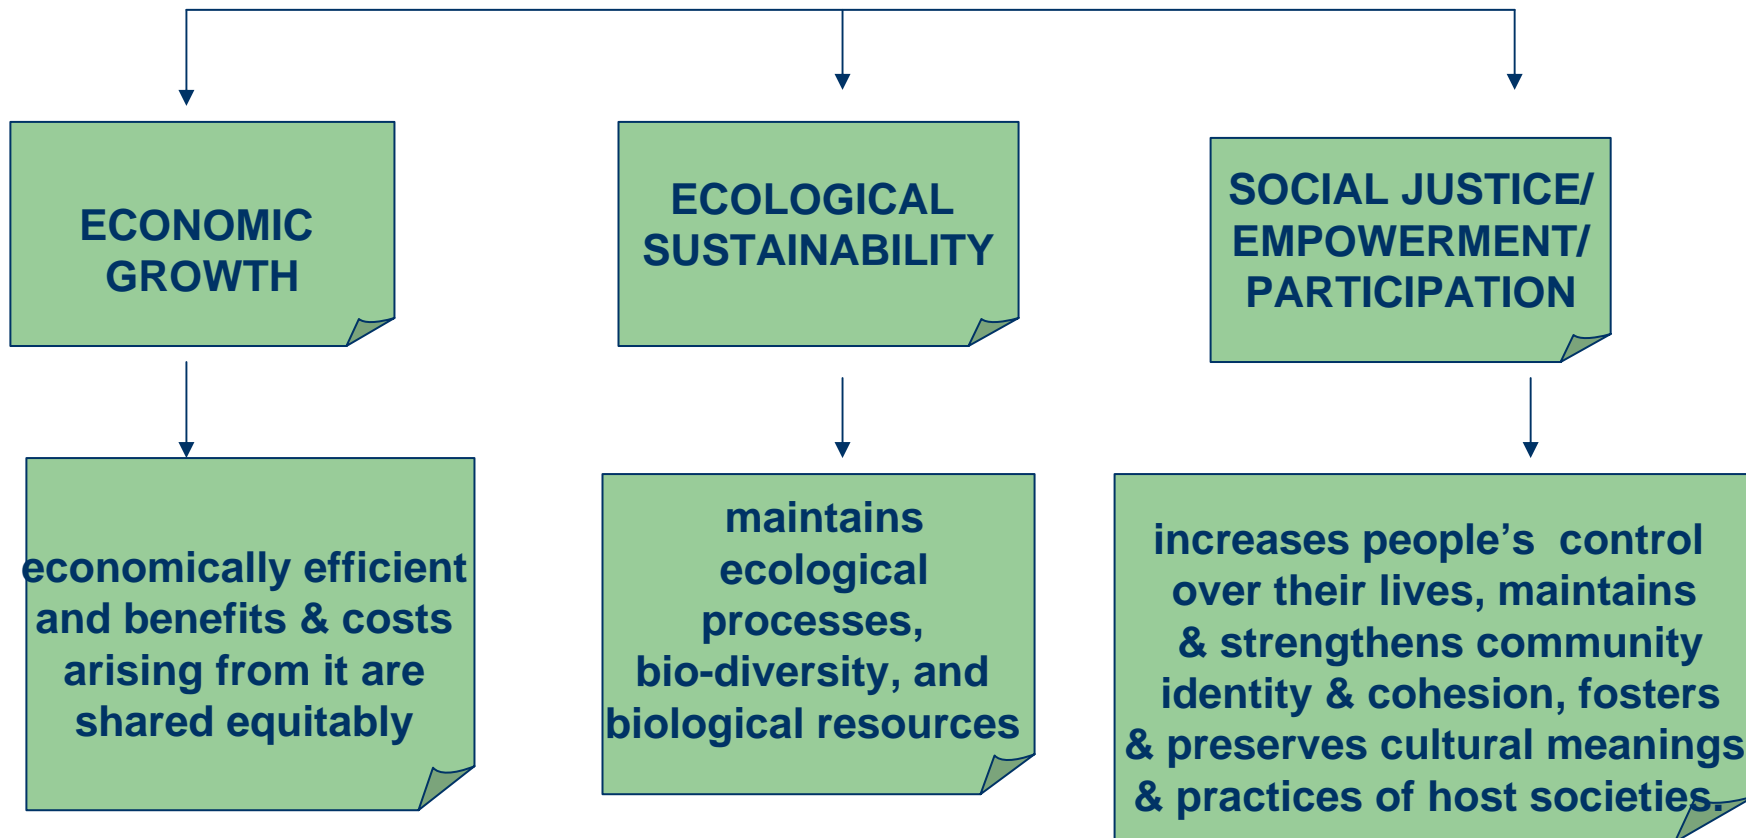 ECONOMIC
GROWTH
ECOLOGICAL
SUSTAINABILITY
SOCIAL JUSTICE/
EMPOWERMENT/
PARTICIPATION
economically efficient
and benefits & costs
arising from it are
shared equitably
maintains
ecological
processes,
bio-diversity, and
biological resources
increases people’s control
over their lives, maintains
& strengthens community
identity & cohesion, fosters
& preserves cultural meanings
& practices of host societies.